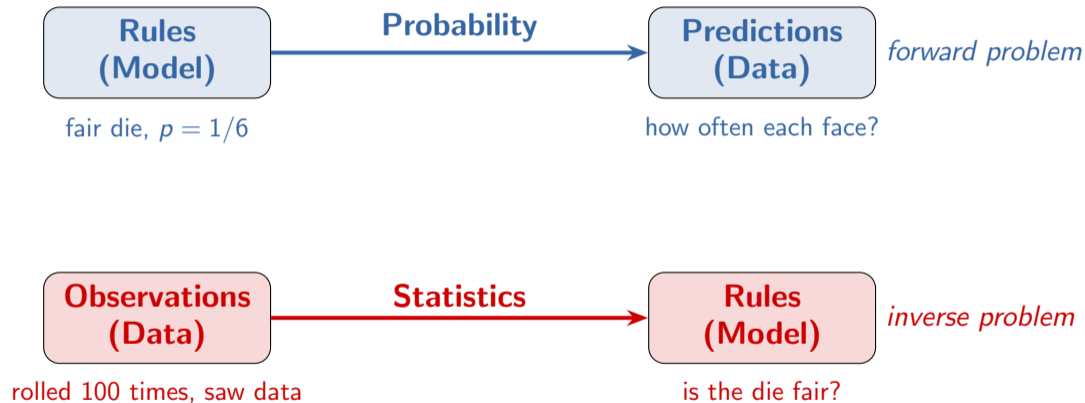 Rules
(Model)
Probability
Predictions
(Data)
forward problem
fair die, p = 1/6
how often each face?
Observations
(Data)
Statistics
Rules
(Model)
inverse problem
rolled 100 times, saw data
is the die fair?